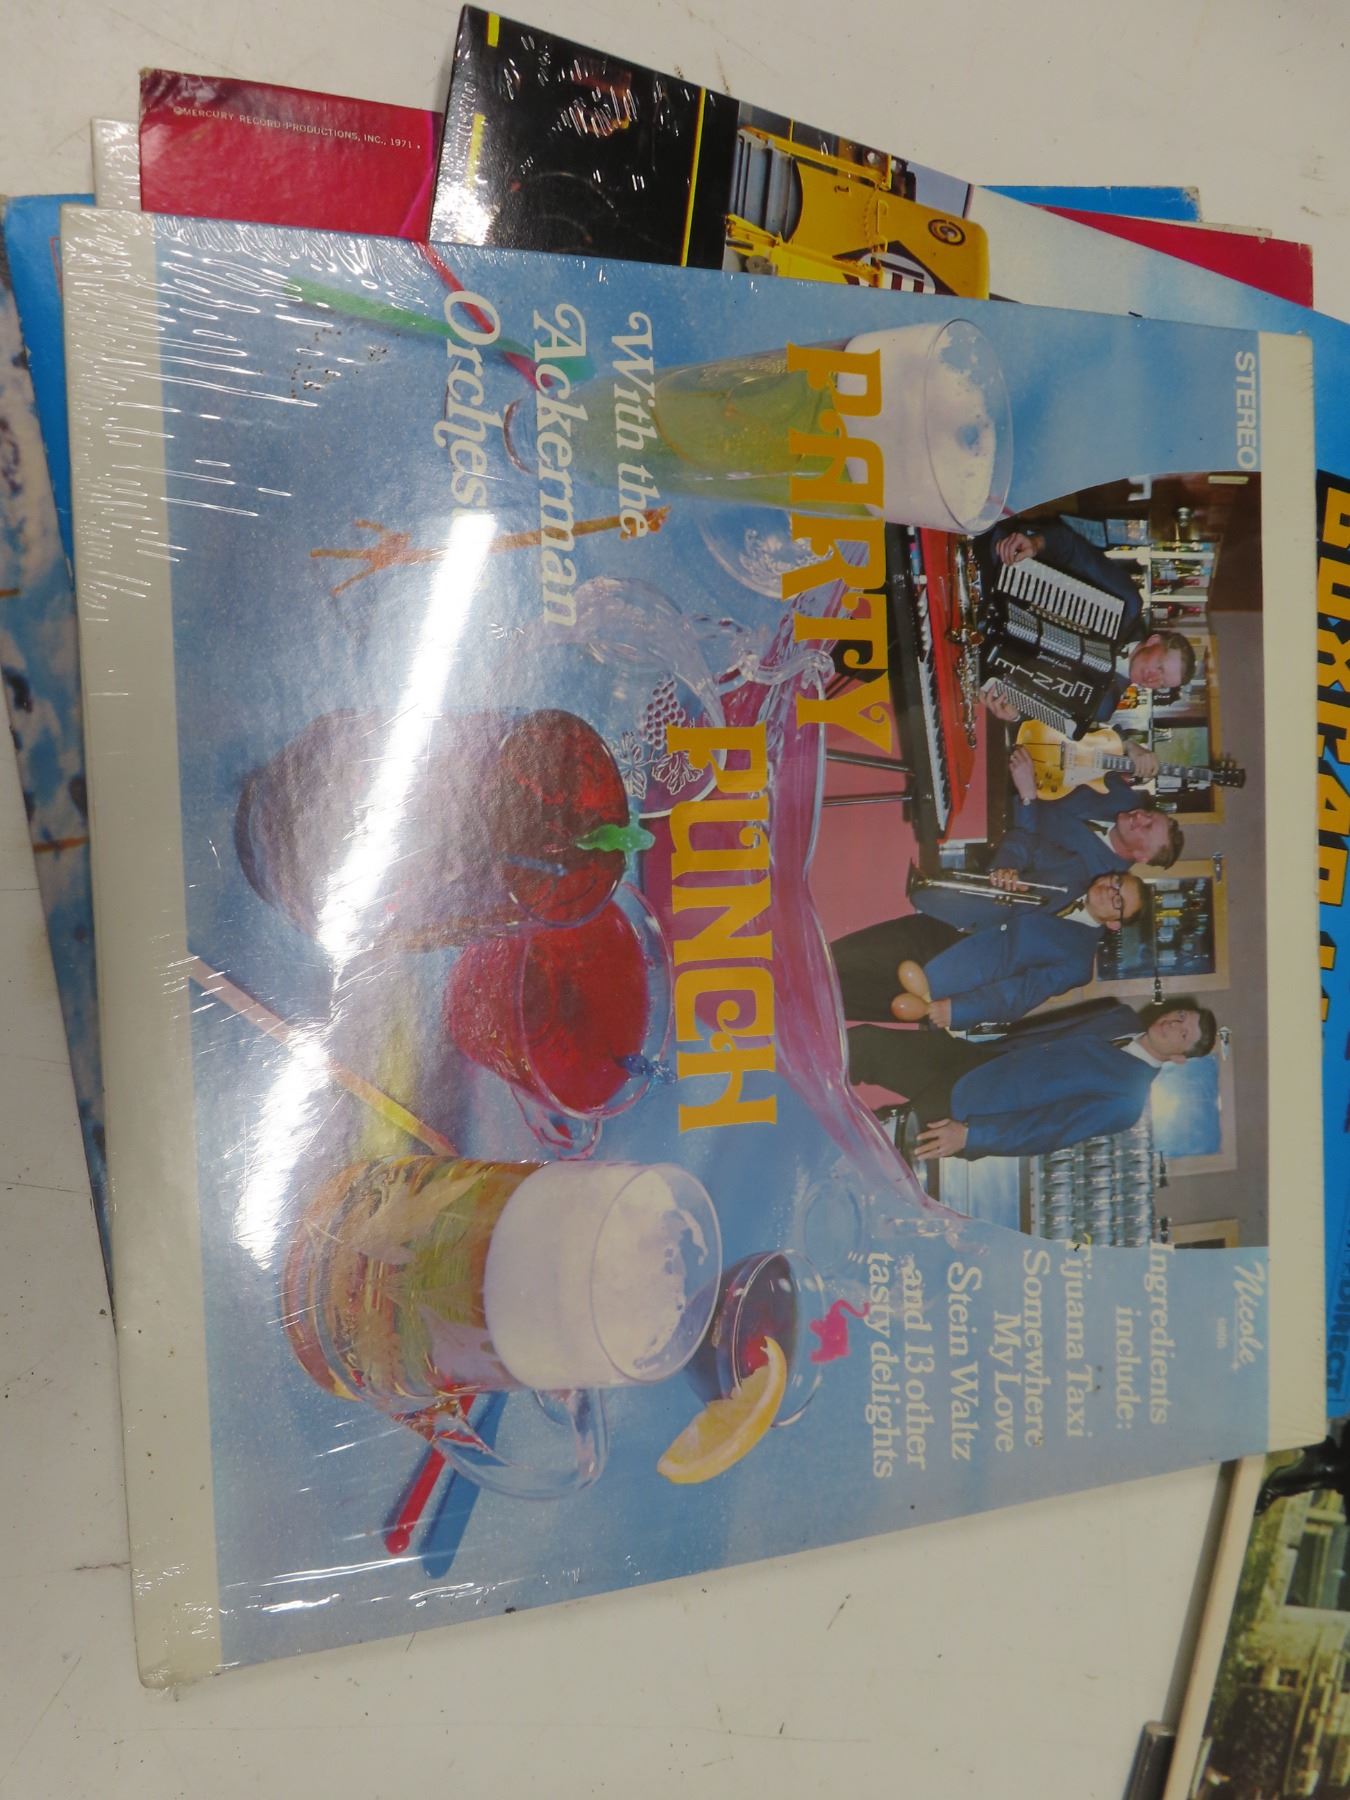 STEREO
Nicole
PARTY
PUNCH
With the
Ackerman
Orches
ERNIE
Ingredients
include:
Tijuana Taxi
Somewhere
My Love
Stein Waltz
and 13 other
tasty delights
©MERCURY RECORD PRODUCTIONS, INC., 1971 •